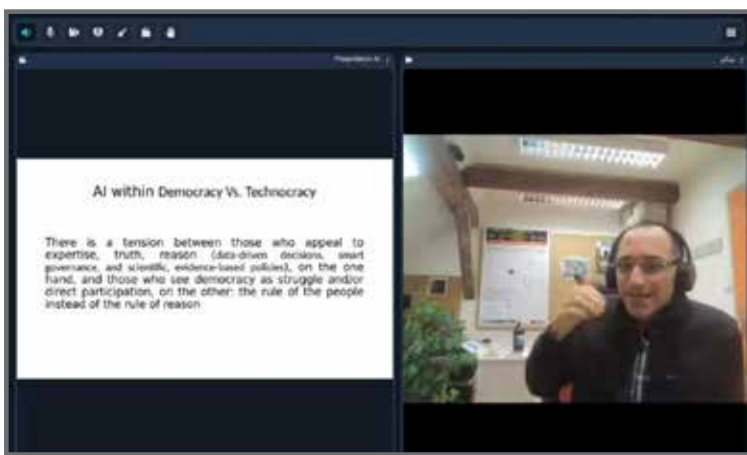 Presentation AI
AI within Democracy Vs. Technocracy
There is a tension between those who appeal to
expertise, truth, reason (data-driven decisions, smart
governance, and scientific, evidence-based policies), on the one
hand, and those who see democracy as struggle and/or
direct participation, on the other: the rule of the people
instead of the rule of reason